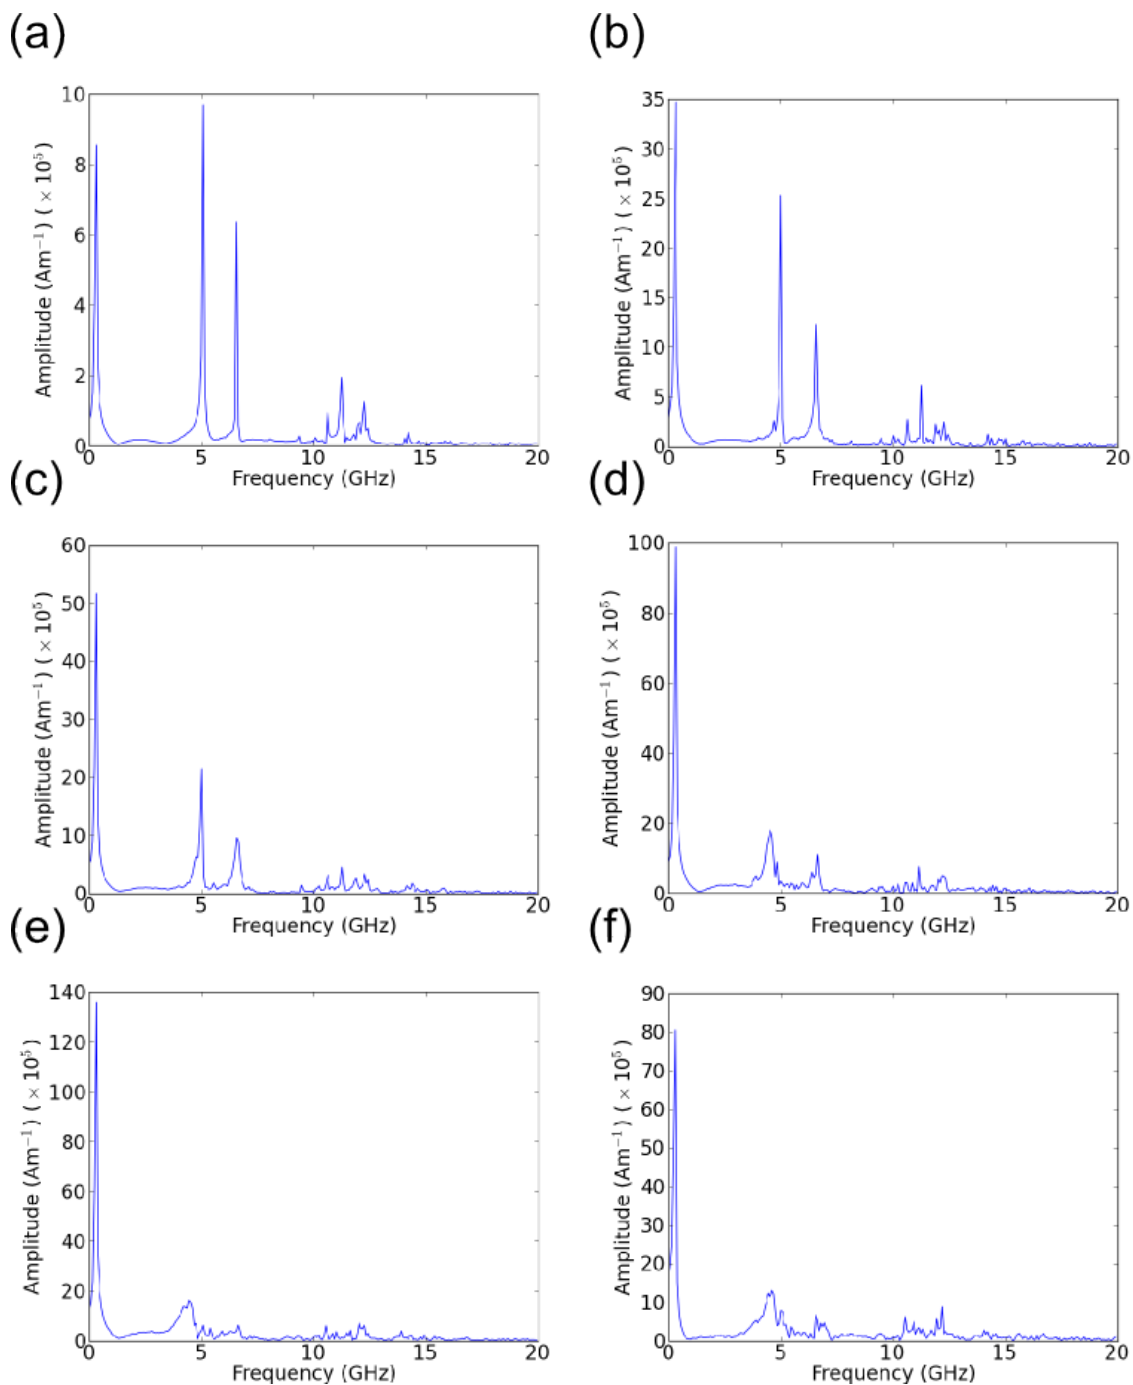 (a)
Amplitude (Am⁻¹) (×10⁵)
10
8
6
4
2
0
0 5 10 15 20
Frequency (GHz)
(b)
Amplitude (Am⁻¹) (×10⁵)
35
30
25
20
15
10
5
0
0 5 10 15 20
Frequency (GHz)
(c)
Amplitude (Am⁻¹) (×10⁵)
60
50
40
30
20
10
0
0 5 10 15 20
Frequency (GHz)
(d)
Amplitude (Am⁻¹) (×10⁵)
100
80
60
40
20
0
0 5 10 15 20
Frequency (GHz)
(e)
Amplitude (Am⁻¹) (×10⁵)
140
120
100
80
60
40
20
0
0 5 10 15 20
Frequency (GHz)
(f)
Amplitude (Am⁻¹) (×10⁵)
90
80
70
60
50
40
30
20
10
0
0 5 10 15 20
Frequency (GHz)